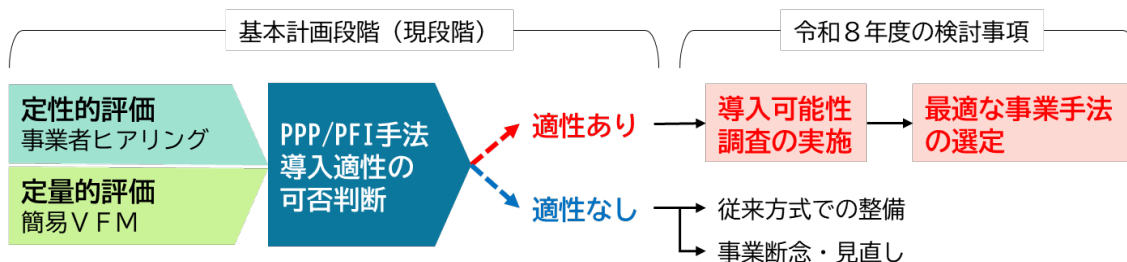 基本計画段階（現段階）
令和８年度の検討事項
定性的評価
事業者ヒアリング
定量的評価
簡易ＶＦＭ
PPP/PFI手法
導入適性の
可否判断
適性あり
適性なし
導入可能性
調査の実施
最適な事業手法
の選定
従来方式での整備
事業断念・見直し